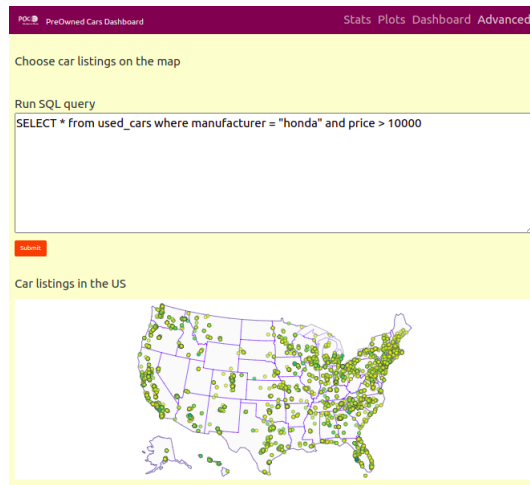 POC
PreOwned Cars Dashboard
Stats Plots Dashboard Advanced
Choose car listings on the map
Run SQL query
SELECT * from used_cars where manufacturer = "honda" and price > 10000
Submit
Car listings in the US